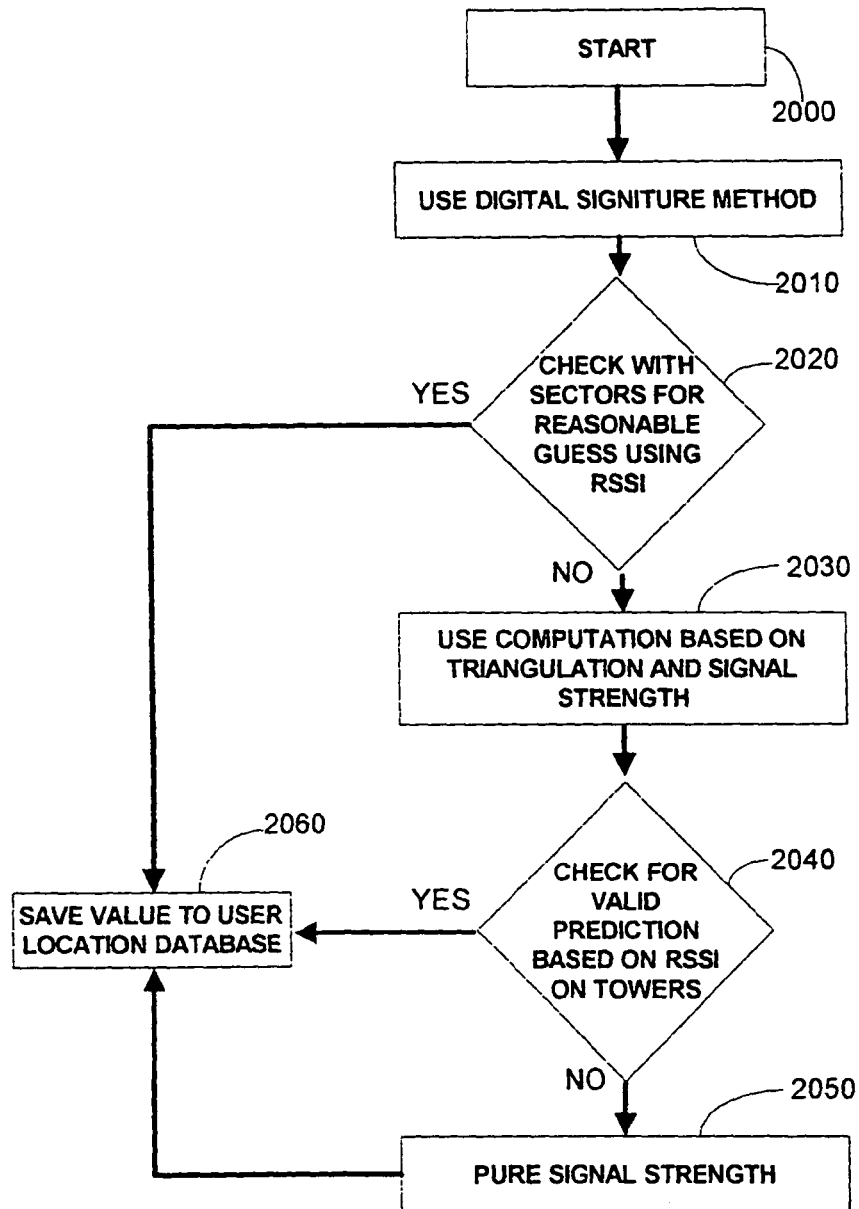 START
2000
USE DIGITAL SIGNITURE METHOD
2010
2020
CHECK WITH
SECTORS FOR
REASONABLE
GUESS USING
RSSI
YES
NO
2030
USE COMPUTATION BASED ON
TRIANGULATION AND SIGNAL
STRENGTH
2040
CHECK FOR
VALID
PREDICTION
BASED ON RSSI
ON TOWERS
YES
2060
SAVE VALUE TO USER
LOCATION DATABASE
NO
2050
PURE SIGNAL STRENGTH